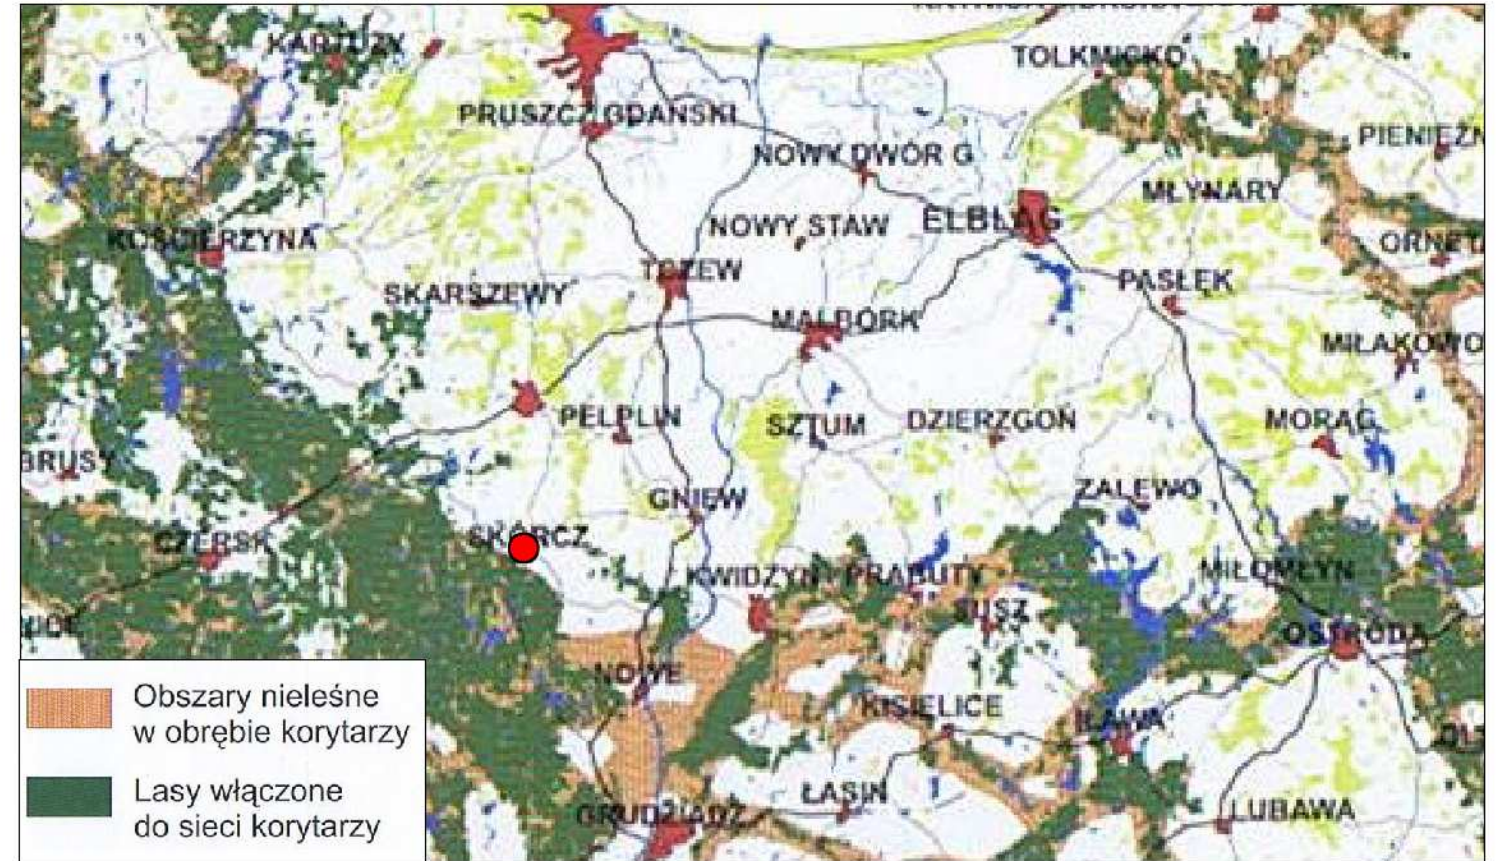 KARTUZY
TOLKMICKO
PRUSZCZ GDAŃSKI
NOWY DWÓR G
MŁYNARY
NOWY STAW
ELBLĄG
KOŚCIERZYNA
TCZEW
PASŁĘK
SKARSZEWY
MALBORK
MIŁAKOWO
PELPLIN
SZTUM
DZIERZGOŃ
MORĄG
BRUSY
GNIEW
ZALEWO
SKÓRCZ
CZERSK
KWIDZYN
PRABUTY
MIŁOMŁYN
SUSZ
OSTRÓDA
NOWE
KISIELICE
IŁAWA
ŁASIN
LUBAWA
GRUDZIĄDZ
Obszary nieleśne
w obrębie korytarzy
Lasy włączone
do sieci korytarzy